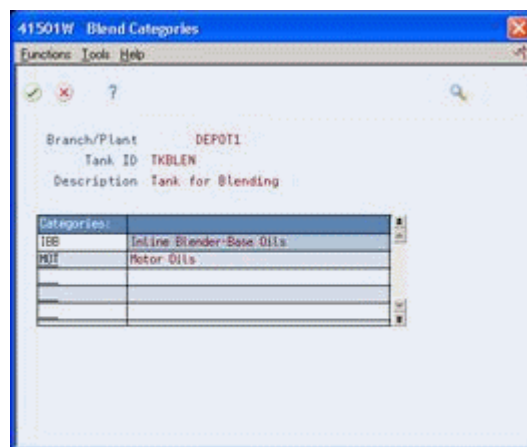 41501W Blend Categories
Functions Tools Help
?
Branch/Plant DEPOT1
Tank ID TKBLEN
Description Tank for Blending
Categories:
IBB Inline Blender-Base Oils
MOT Motor Oils